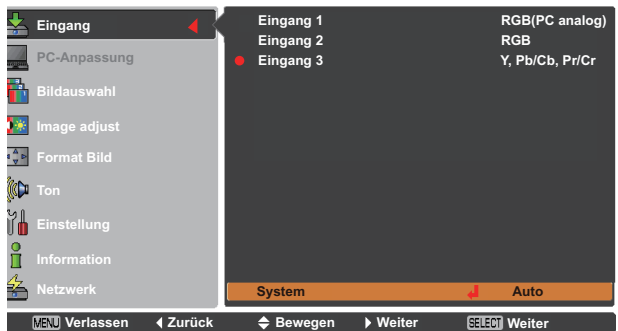 Eingang
PC-Anpassung
Bildauswahl
Image adjust
Format Bild
Ton
Einstellung
Information
Netzwerk
Eingang 1 RGB(PC analog)
Eingang 2 RGB
Eingang 3 Y, Pb/Cb, Pr/Cr
System Auto
MENU Verlassen Zurück Bewegen Weiter SELECT Weiter